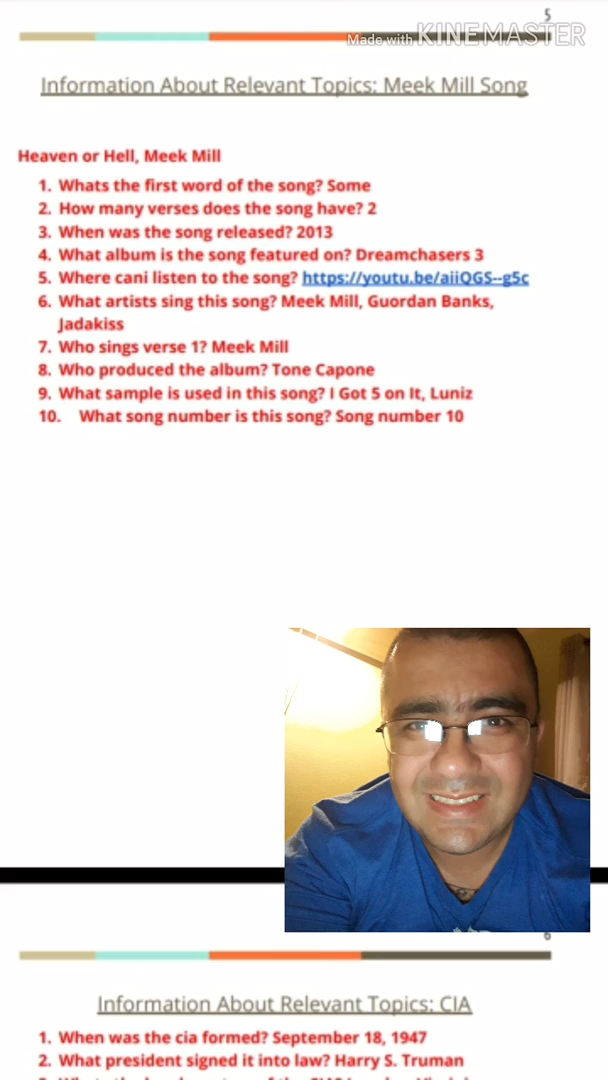 5
Made with KINEMASTER
Information About Relevant Topics: Meek Mill Song
Heaven or Hell, Meek Mill
1. Whats the first word of the song? Some
2. How many verses does the song have? 2
3. When was the song released? 2013
4. What album is the song featured on? Dreamchasers 3
5. Where cani listen to the song? https://youtu.be/aiiQGS--g5c
6. What artists sing this song? Meek Mill, Guordan Banks,
Jadakiss
7. Who sings verse 1? Meek Mill
8. Who produced the album? Tone Capone
9. What sample is used in this song? I Got 5 on It, Luniz
10. What song number is this song? Song number 10
6
Information About Relevant Topics: CIA
1. When was the cia formed? September 18, 1947
2. What president signed it into law? Harry S. Truman